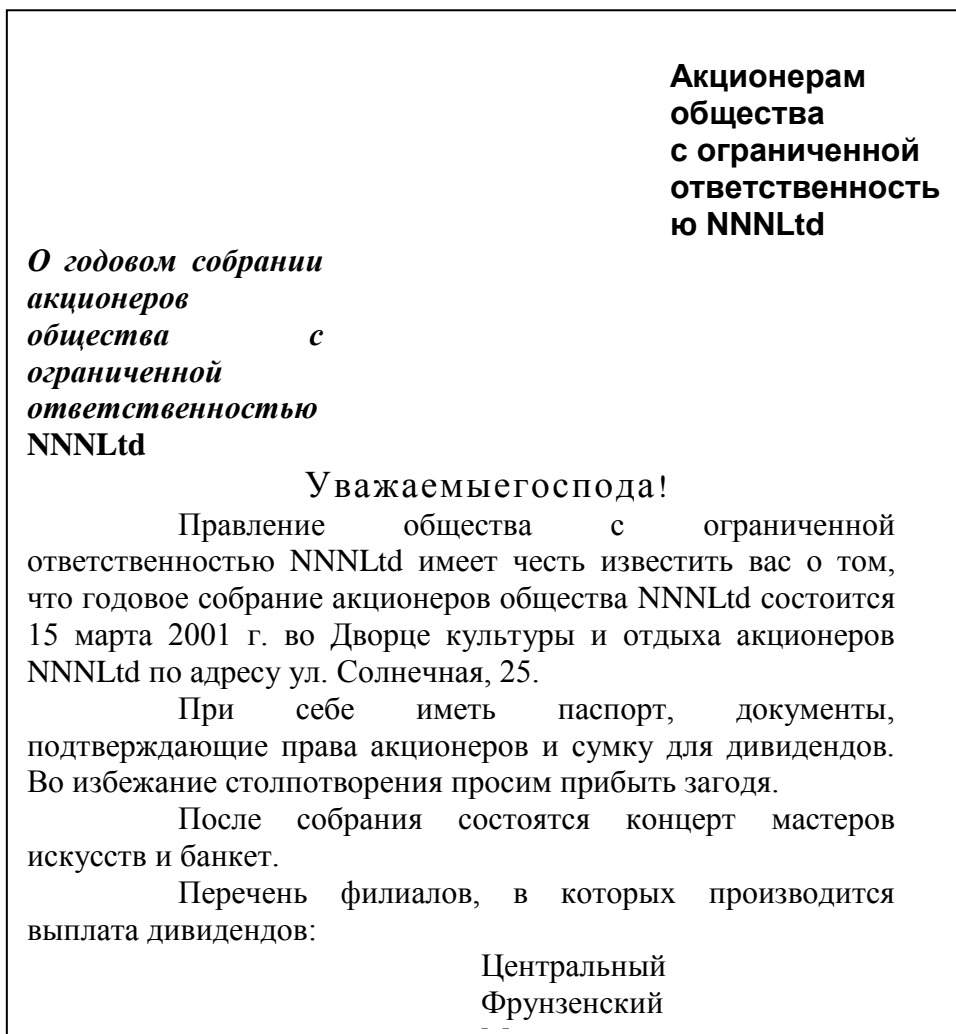 Акционерам
общества
с ограниченной
ответственность
ю NNNLtd
О годовом собрании
акционеров
общества с
ограниченной
ответственностью
NNNLtd
Уважаемыегоспода!
Правление общества с ограниченной
ответственностью NNNLtd имеет честь известить вас о том,
что годовое собрание акционеров общества NNNLtd состоится
15 марта 2001 г. во Дворце культуры и отдыха акционеров
NNNLtd по адресу ул. Солнечная, 25.
При себе иметь паспорт, документы,
подтверждающие права акционеров и сумку для дивидендов.
Во избежание столпотворения просим прибыть загодя.
После собрания состоятся концерт мастеров
искусств и банкет.
Перечень филиалов, в которых производится
выплата дивидендов:
Центральный
Фрунзенский